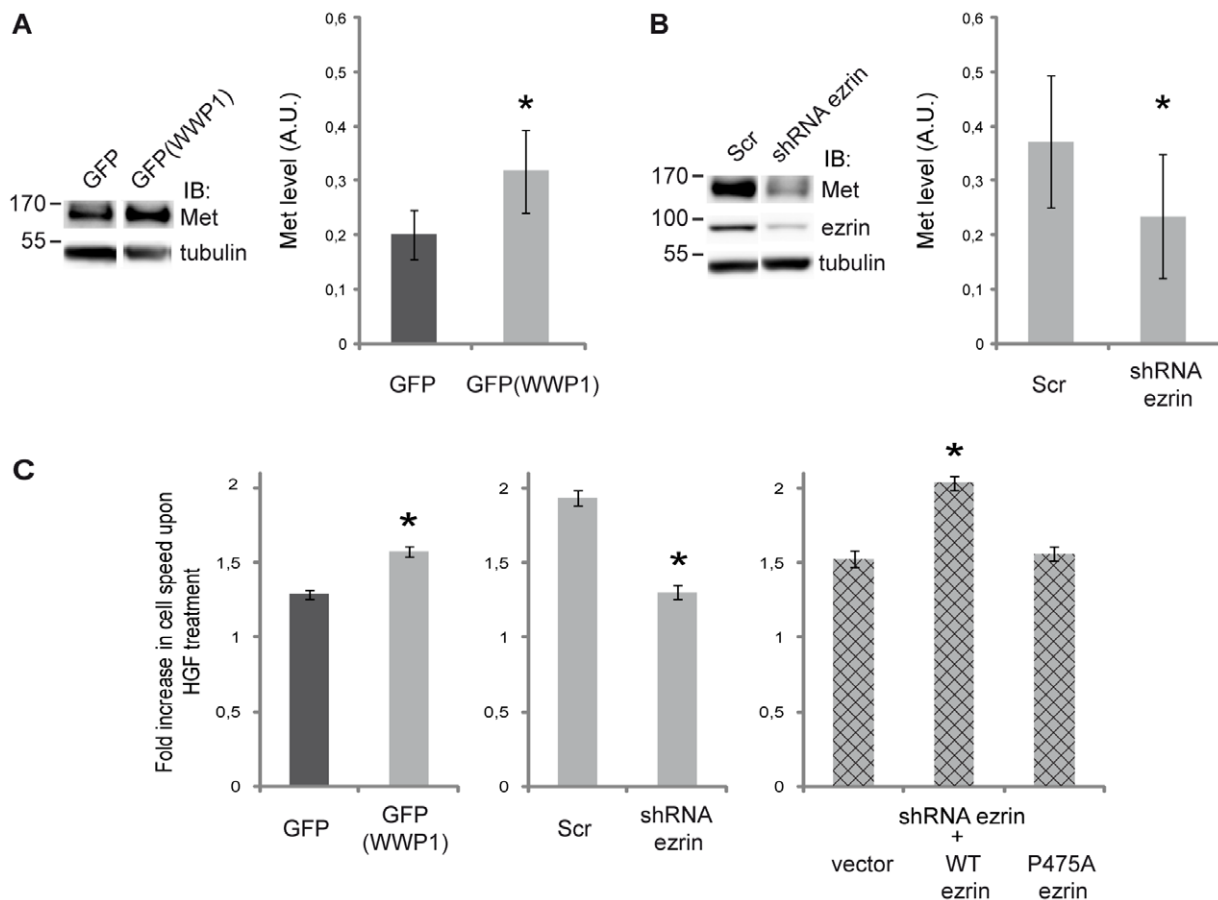 A
GFP
GFP(WWP1)
IB:
170
Met
55
tubulin
Met level (A.U.)
0,6
0,5
0,4
0,3
0,2
0,1
0
*
GFP
GFP(WWP1)
B
Scr
shRNA ezrin
IB:
170
Met
100
ezrin
55
tubulin
Met level (A.U.)
0,6
0,5
0,4
0,3
0,2
0,1
0
*
Scr
shRNA
ezrin
C
Fold increase in cell speed upon
HGF treatment
2
1,5
1
0,5
0
*
GFP
GFP
(WWP1)
2
1,5
1
0,5
0
*
Scr
shRNA
ezrin
2
1,5
1
0,5
0
*
shRNA ezrin
+
vector
WT
ezrin
P475A
ezrin